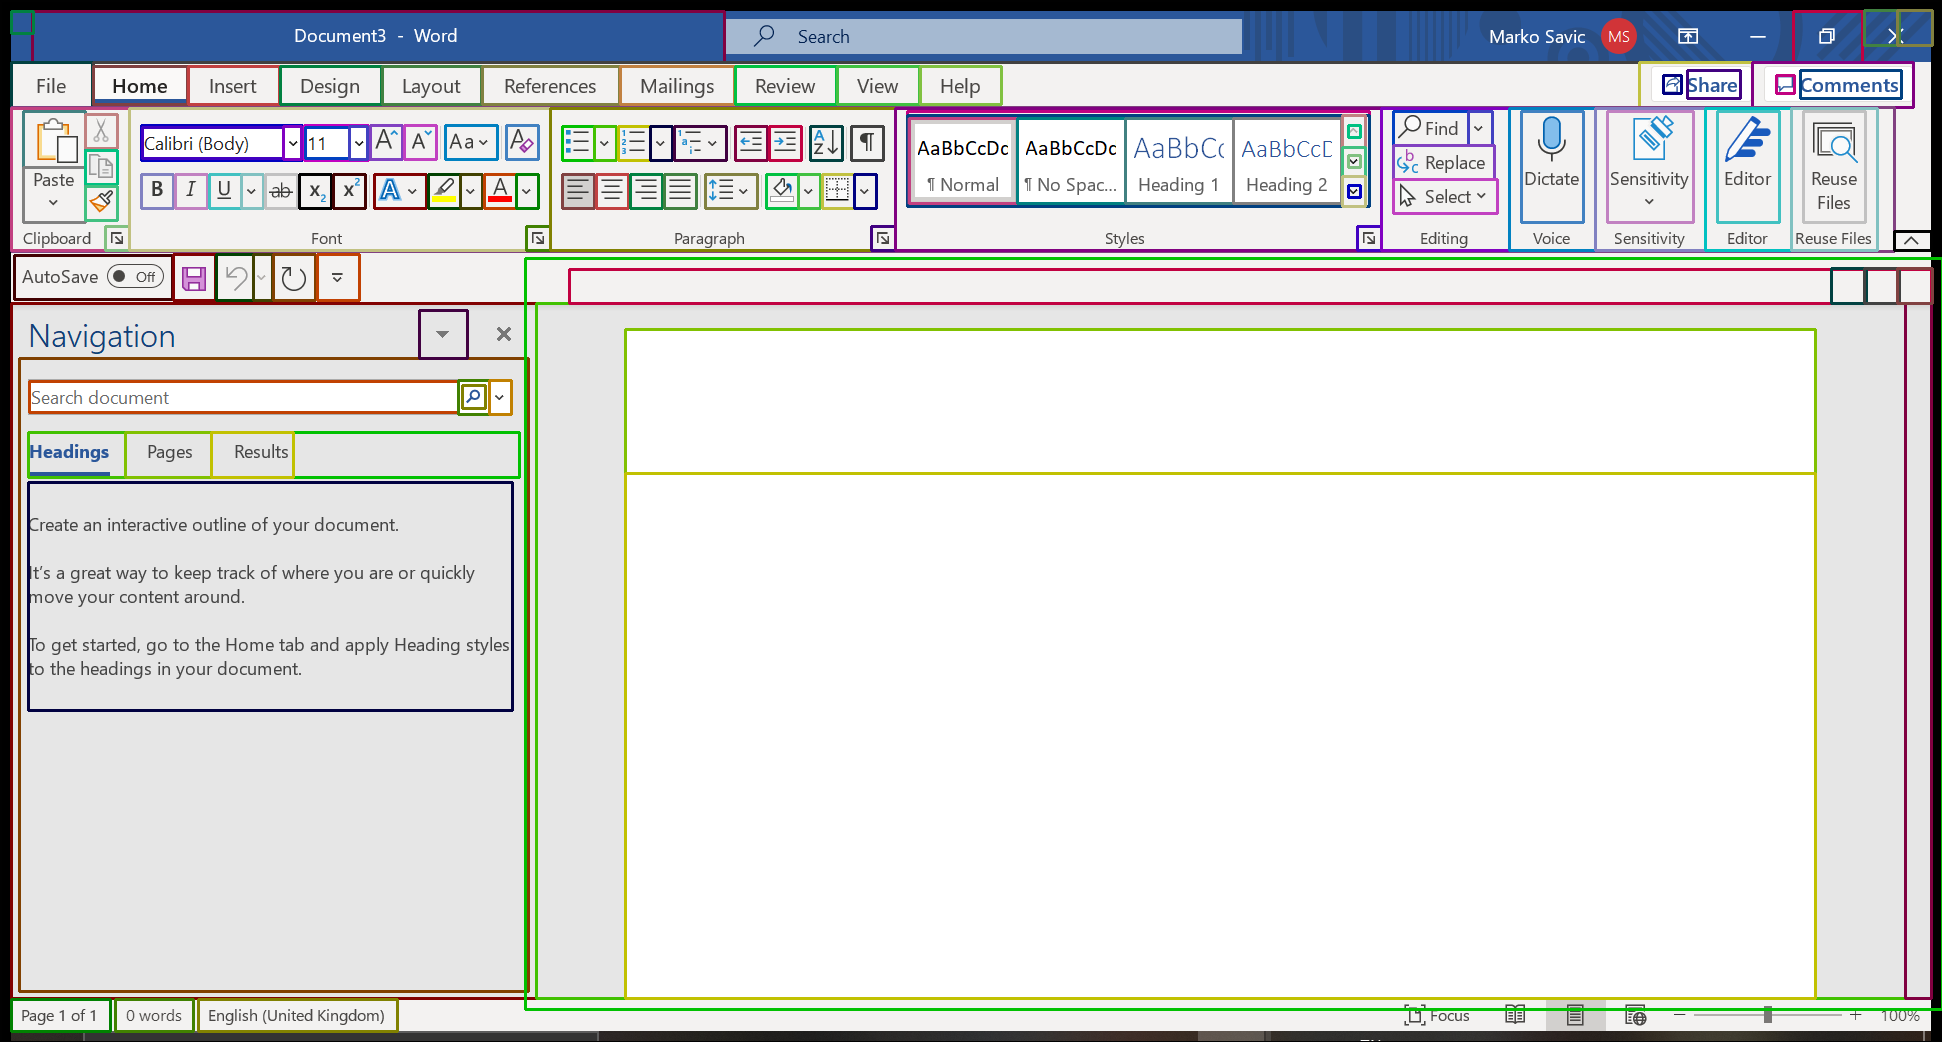 Document3 - Word
Search
Marko Savic
MS
File
Home
Insert
Design
Layout
References
Mailings
Review
View
Help
Share
Comments
Paste
Clipboard
Calibri (Body)
11
Aa
B
I
U
ab
Font
Paragraph
AaBbCcDc
¶ Normal
AaBbCcDc
¶ No Spac...
AaBbCc
Heading 1
AaBbCcD
Heading 2
Styles
Find
Replace
Select
Editing
Dictate
Voice
Sensitivity
Sensitivity
Editor
Editor
Reuse
Files
Reuse Files
AutoSave
Off
Navigation
Search document
Headings
Pages
Results
Create an interactive outline of your document.
It's a great way to keep track of where you are or quickly
move your content around.
To get started, go to the Home tab and apply Heading styles
to the headings in your document.
Page 1 of 1
0 words
English (United Kingdom)
Focus
100%